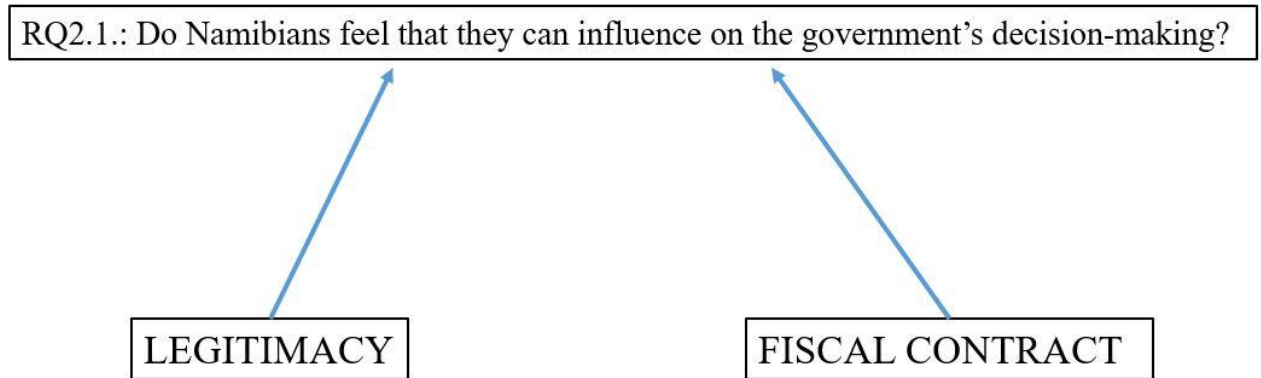 RQ2.1.: Do Namibians feel that they can influence on the government’s decision-making?
LEGITIMACY
FISCAL CONTRACT